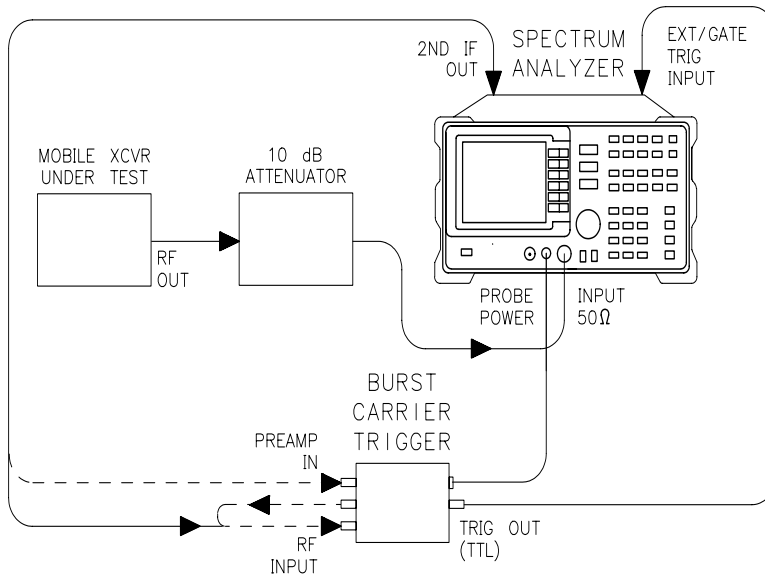 2ND IF
OUT
SPECTRUM
ANALYZER
EXT/GATE
TRIG
INPUT
MOBILE XCVR
UNDER TEST
10 dB
ATTENUATOR
RF
OUT
PROBE
POWER
INPUT
50Ω
BURST
CARRIER
TRIGGER
PREAMP
IN
RF
INPUT
TRIG OUT
(TTL)